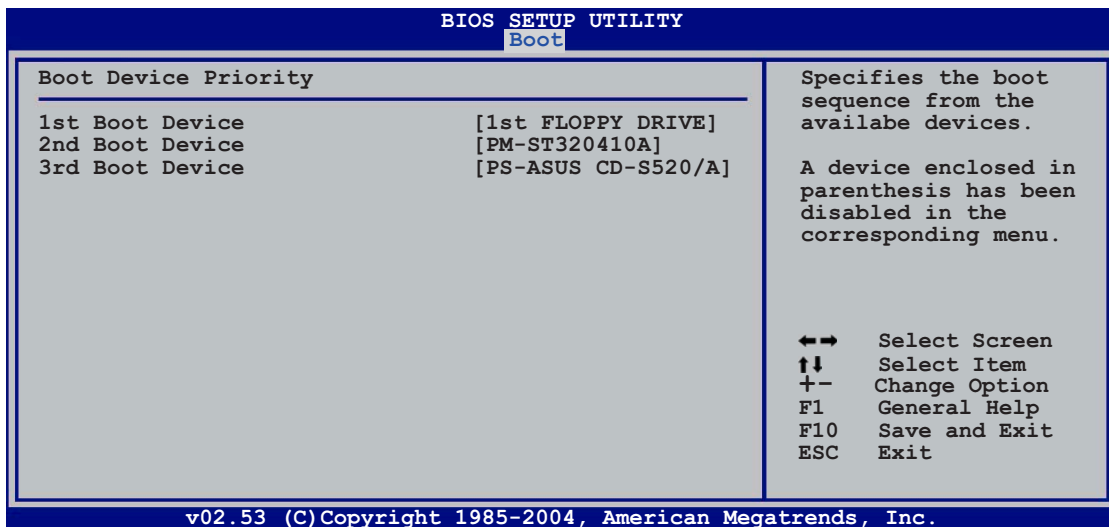 BIOS SETUP UTILITY
Boot
Boot Device Priority
1st Boot Device [1st FLOPPY DRIVE]
2nd Boot Device [PM-ST320410A]
3rd Boot Device [PS-ASUS CD-S520/A]
Specifies the boot
sequence from the
availabe devices.
A device enclosed in
parenthesis has been
disabled in the
corresponding menu.
←→ Select Screen
↑↓ Select Item
+- Change Option
F1 General Help
F10 Save and Exit
ESC Exit
v02.53 (C)Copyright 1985-2004, American Megatrends, Inc.